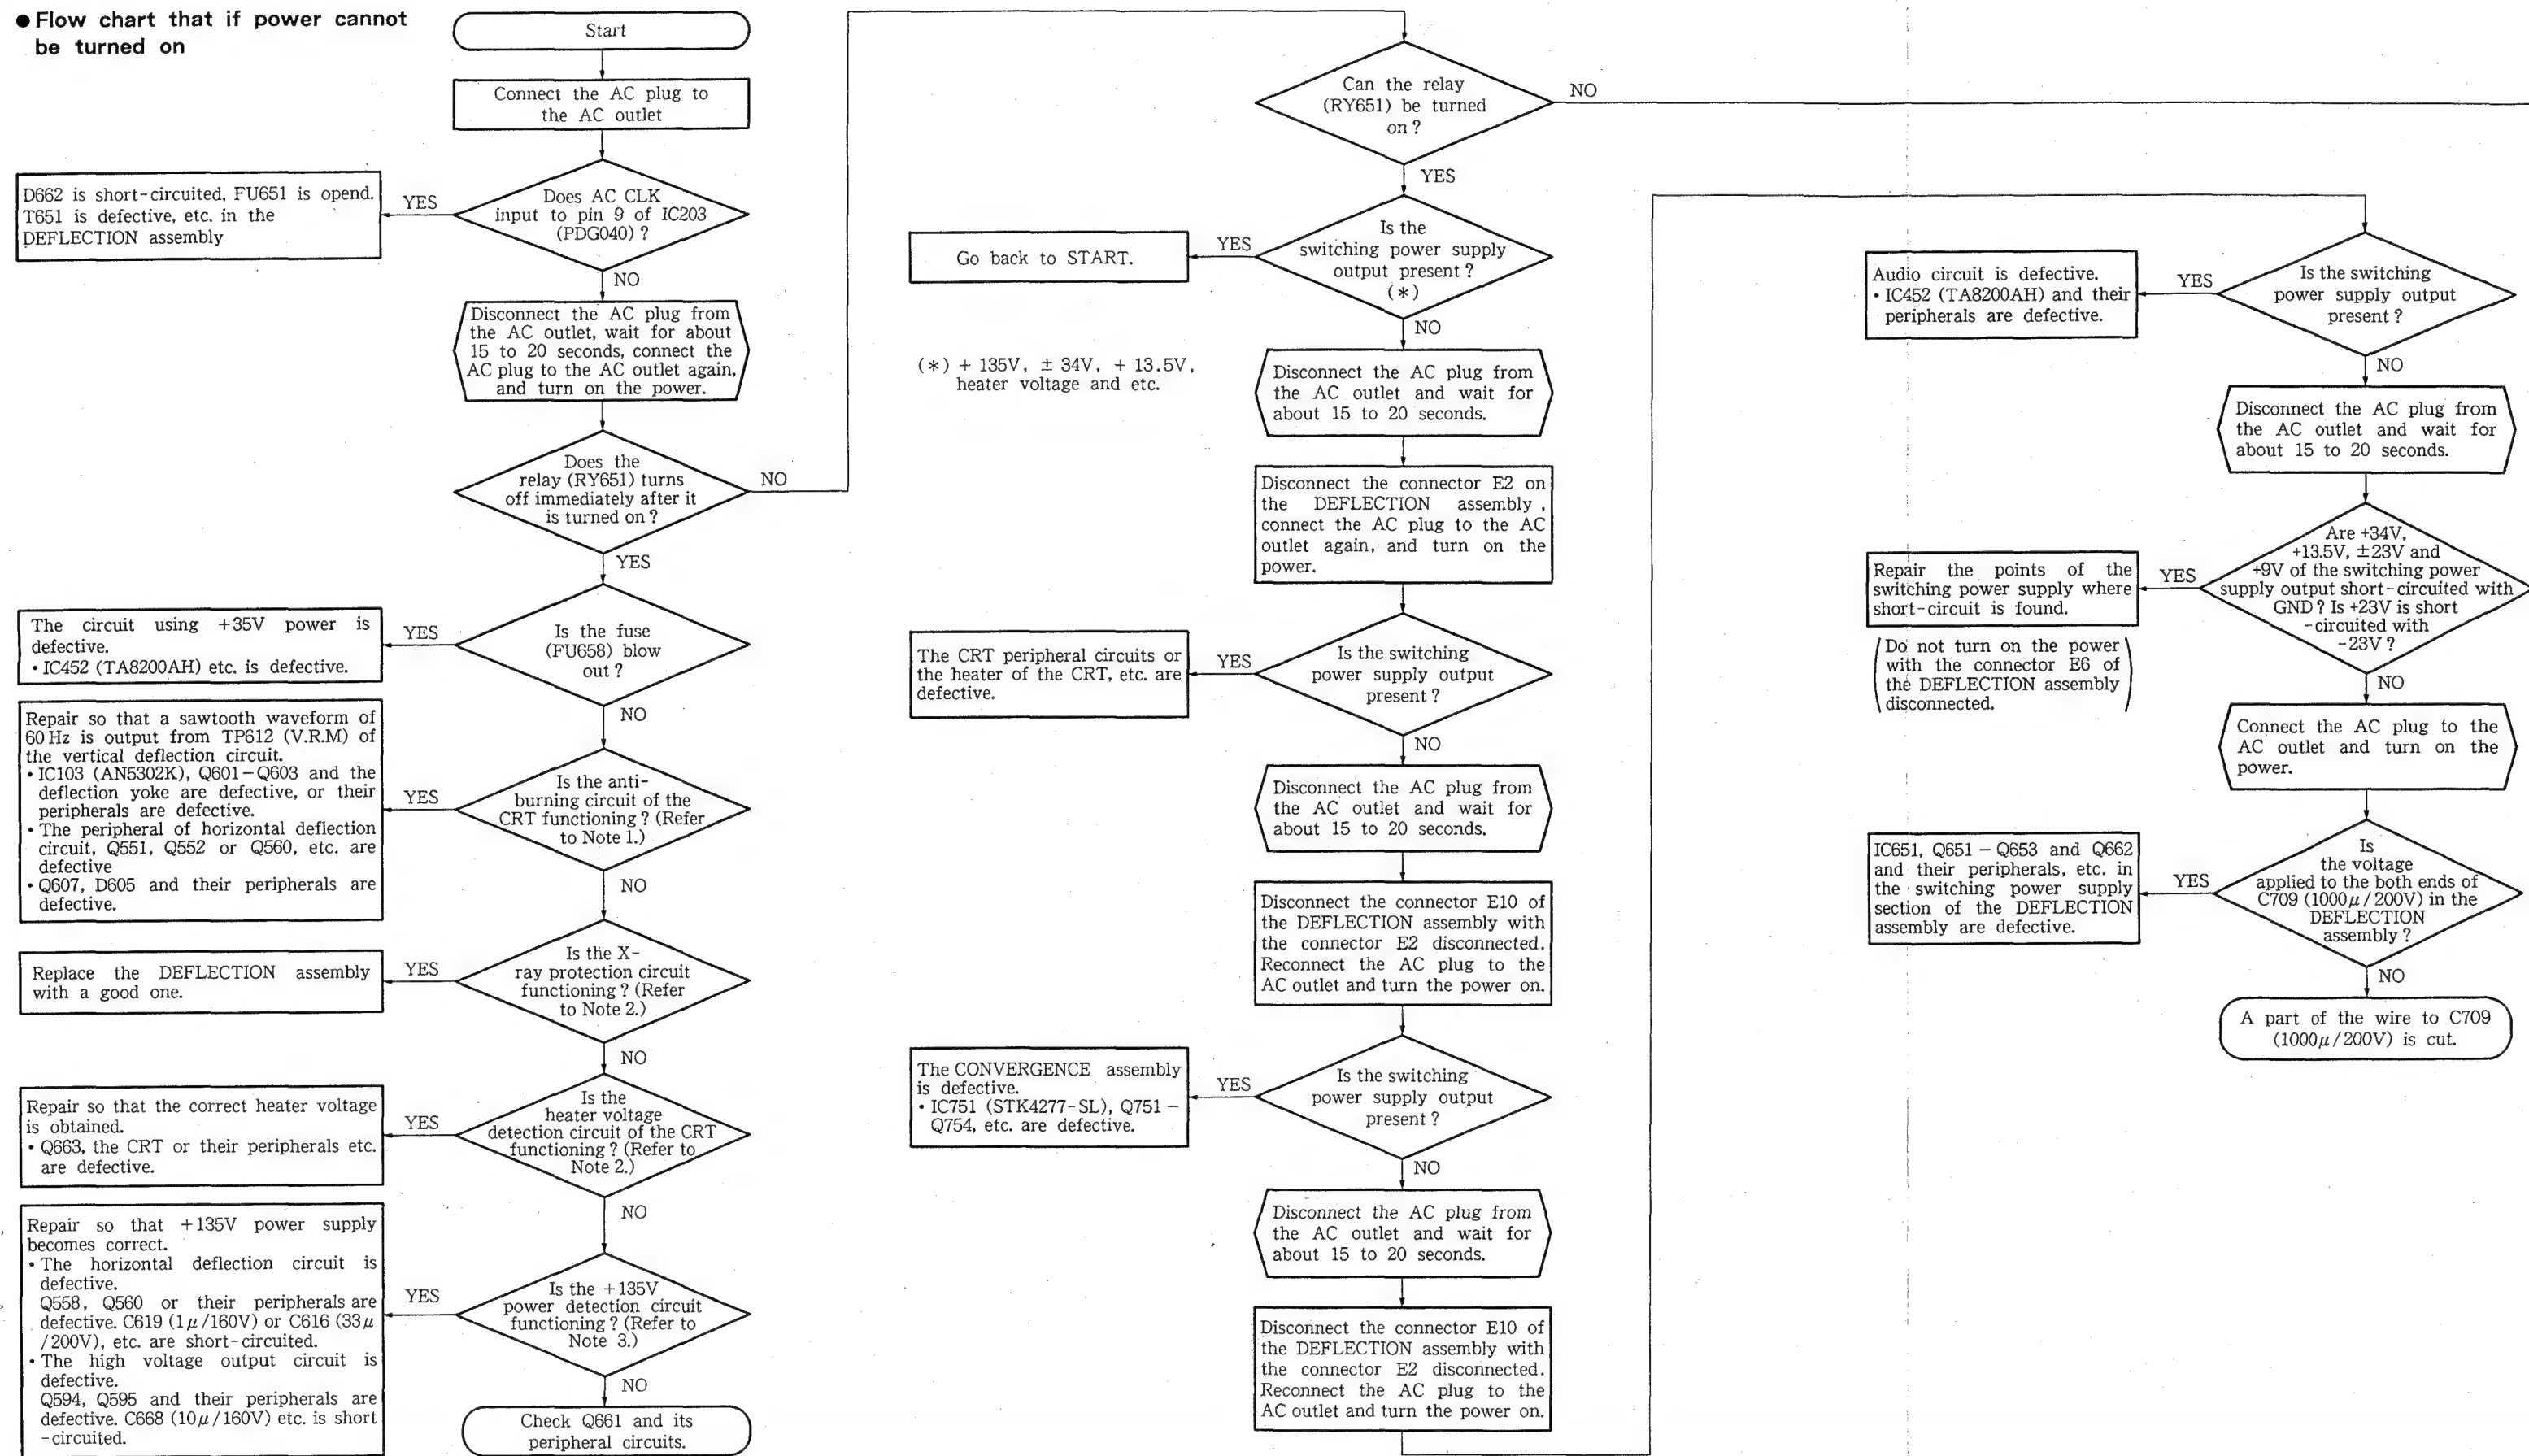 ● Flow chart that if power cannot
be turned on
Start
Connect the AC plug to
the AC outlet
Does AC CLK
input to pin 9 of IC203
(PDG040) ?
YES
D662 is short-circuited, FU651 is opend.
T651 is defective, etc. in the
DEFLECTION assembly
NO
Disconnect the AC plug from
the AC outlet, wait for about
15 to 20 seconds, connect the
AC plug to the AC outlet again,
and turn on the power.
Does the
relay (RY651) turns
off immediately after it
is turned on ?
NO
YES
Is the fuse
(FU658) blow
out ?
YES
The circuit using +35V power is
defective.
• IC452 (TA8200AH) etc. is defective.
NO
Is the anti-
burning circuit of the
CRT functioning ? (Refer
to Note 1.)
YES
Repair so that a sawtooth waveform of
60 Hz is output from TP612 (V.R.M) of
the vertical deflection circuit.
• IC103 (AN5302K), Q601−Q603 and the
deflection yoke are defective, or their
peripherals are defective.
• The peripheral of horizontal deflection
circuit, Q551, Q552 or Q560, etc. are
defective
• Q607, D605 and their peripherals are
defective.
NO
Is the X-
ray protection circuit
functioning ? (Refer
to Note 2.)
YES
Replace the DEFLECTION assembly
with a good one.
NO
Is the
heater voltage
detection circuit of the CRT
functioning ? (Refer to
Note 2.)
YES
Repair so that the correct heater voltage
is obtained.
• Q663, the CRT or their peripherals etc.
are defective.
NO
Is the +135V
power detection circuit
functioning ? (Refer to
Note 3.)
YES
Repair so that +135V power supply
becomes correct.
• The horizontal deflection circuit is
defective.
Q558, Q560 or their peripherals are
defective. C619 (1μ/160V) or C616 (33μ
/200V), etc. are short-circuited.
• The high voltage output circuit is
defective.
Q594, Q595 and their peripherals are
defective. C668 (10μ/160V) etc. is short
-circuited.
NO
Check Q661 and its
peripheral circuits.
Can the relay
(RY651) be turned
on ?
NO
YES
Is the
switching power supply
output present ?
(*)
YES
Go back to START.
NO
(*) + 135V, ± 34V, + 13.5V,
heater voltage and etc.
Disconnect the AC plug from
the AC outlet and wait for
about 15 to 20 seconds.
Disconnect the connector E2 on
the DEFLECTION assembly ,
connect the AC plug to the AC
outlet again, and turn on the
power.
Is the switching
power supply output
present ?
YES
The CRT peripheral circuits or
the heater of the CRT, etc. are
defective.
NO
Disconnect the AC plug from
the AC outlet and wait for
about 15 to 20 seconds.
Disconnect the connector E10 of
the DEFLECTION assembly with
the connector E2 disconnected.
Reconnect the AC plug to the
AC outlet and turn the power on.
Is the switching
power supply output
present ?
YES
The CONVERGENCE assembly
is defective.
• IC751 (STK4277-SL), Q751 −
Q754, etc. are defective.
NO
Disconnect the AC plug from
the AC outlet and wait for
about 15 to 20 seconds.
Disconnect the connector E10 of
the DEFLECTION assembly with
the connector E2 disconnected.
Reconnect the AC plug to the
AC outlet and turn the power on.
Is the switching
power supply output
present ?
YES
Audio circuit is defective.
• IC452 (TA8200AH) and their
peripherals are defective.
NO
Disconnect the AC plug from
the AC outlet and wait for
about 15 to 20 seconds.
Are +34V,
+13.5V, ±23V and
+9V of the switching power
supply output short-circuited with
GND ? Is +23V is short
-circuited with
-23V ?
YES
Repair the points of the
switching power supply where
short-circuit is found.
(Do not turn on the power
with the connector E6 of
the DEFLECTION assembly
disconnected.)
NO
Connect the AC plug to the
AC outlet and turn on the
power.
Is
the voltage
applied to the both ends of
C709 (1000μ/200V) in the
DEFLECTION
assembly ?
YES
IC651, Q651 − Q653 and Q662
and their peripherals, etc. in
the switching power supply
section of the DEFLECTION
assembly are defective.
NO
A part of the wire to C709
(1000μ/200V) is cut.